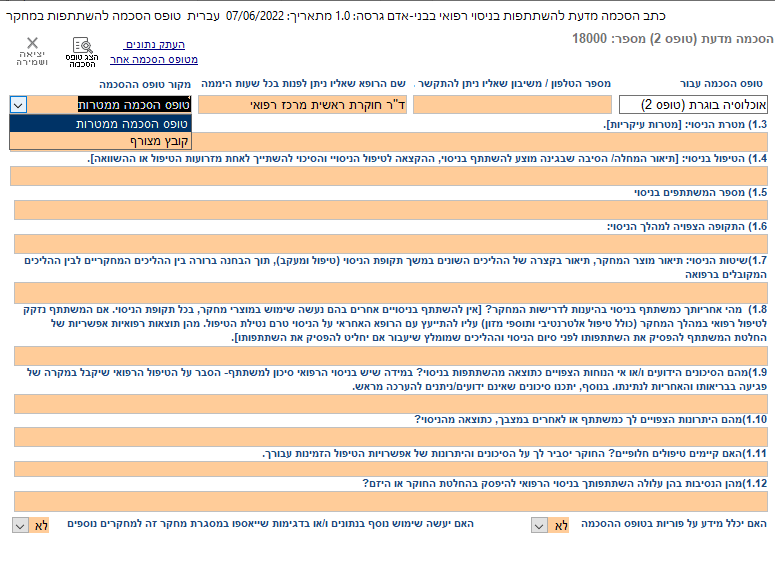 כתב הסכמה מדעת להשתתפות בניסוי רפואי בבני-אדם גרסה: 1.0 מתאריך: 07/06/2022 עברית טופס הסכמה להשתתפות במחקר
הסכמה מדעת (טופס 2) מספר: 18000
העתק נתונים
מטופס הסכמה אחר
הצג טופס
הסכמה
יציאה
ושמירה
טופס הסכמה עבור
מספר הטלפון / משיבון שאליו ניתן להתקשר .
שם הרופא שאליו ניתן לפנות בכל שעות היממה
מקור טופס ההסכמה
אוכלוסיה בוגרת (טופס 2)
ד"ר חוקרת ראשית מרכז רפואי
טופס הסכמה ממטרות
טופס הסכמה ממטרות
קובץ מצורף
1.3) מטרת הניסוי: [מטרות עיקריות].
1.4) הטיפול בניסוי: [תיאור המחלה/ הסיבה שבגינה מוצע להשתתף בניסוי, ההקצאה לטיפול הניסויי והסיכוי להשתייך לאחת מזרועות הטיפול או ההשוואה].
1.5) מספר המשתתפים בניסוי
1.6) התקופה הצפויה למהלך הניסוי:
1.7)שיטות הניסוי: תיאור מוצר המחקר, תיאור בקצרה של ההליכים השונים במשך תקופת הניסוי (טיפול ומעקב), תוך הבחנה ברורה בין ההליכים המחקריים לבין ההליכים
המקובלים ברפואה
1.8) מהי אחריותך כמשתתף בניסוי בהיענות לדרישות המחקר? [אין להשתתף בניסויים אחרים בהם נעשה שימוש במוצרי מחקר, בכל תקופת הניסוי. אם המשתתף נזקק
לטיפול רפואי במהלך המחקר (כולל טיפול אלטרנטיבי ותוספי מזון) עליו להתייעץ עם הרופא האחראי על הניסוי טרם נטילת הטיפול. מהן תוצאות רפואיות אפשריות של
החלטת המשתתף להפסיק את השתתפותו לפני סיום הניסוי וההליכים שמומלץ שיעבור אם יחליט להפסיק את השתתפותו].
1.9)מהם הסיכונים הידועים ו/או אי הנוחות הצפויים כתוצאה מהשתתפות בניסוי? במידה שיש בניסוי הרפואי סיכון למשתתף- הסבר על הטיפול הרפואי שיקבל במקרה של
פגיעה בבריאותו והאחריות לנתינתו. בנוסף, יתכנו סיכונים שאינם ידועים/ניתנים להערכה מראש.
1.10)מהם היתרונות הצפויים לך כמשתתף או לאחרים במצבך, כתוצאה מהניסוי?
1.11)האם קיימים טיפולים חלופיים? החוקר יסביר לך על הסיכונים והיתרונות של אפשרויות הטיפול הזמינות עבורך.
1.12)מהן הנסיבות בהן עלולה השתתפותך בניסוי הרפואי להיפסק בהחלטת החוקר או היזם?
האם יכלל מידע על פוריות בטופס ההסכמה לא
האם יעשה שימוש נוסף בנתונים ו/או בדגימות שייאספו במסגרת מחקר זה למחקרים נוספים לא